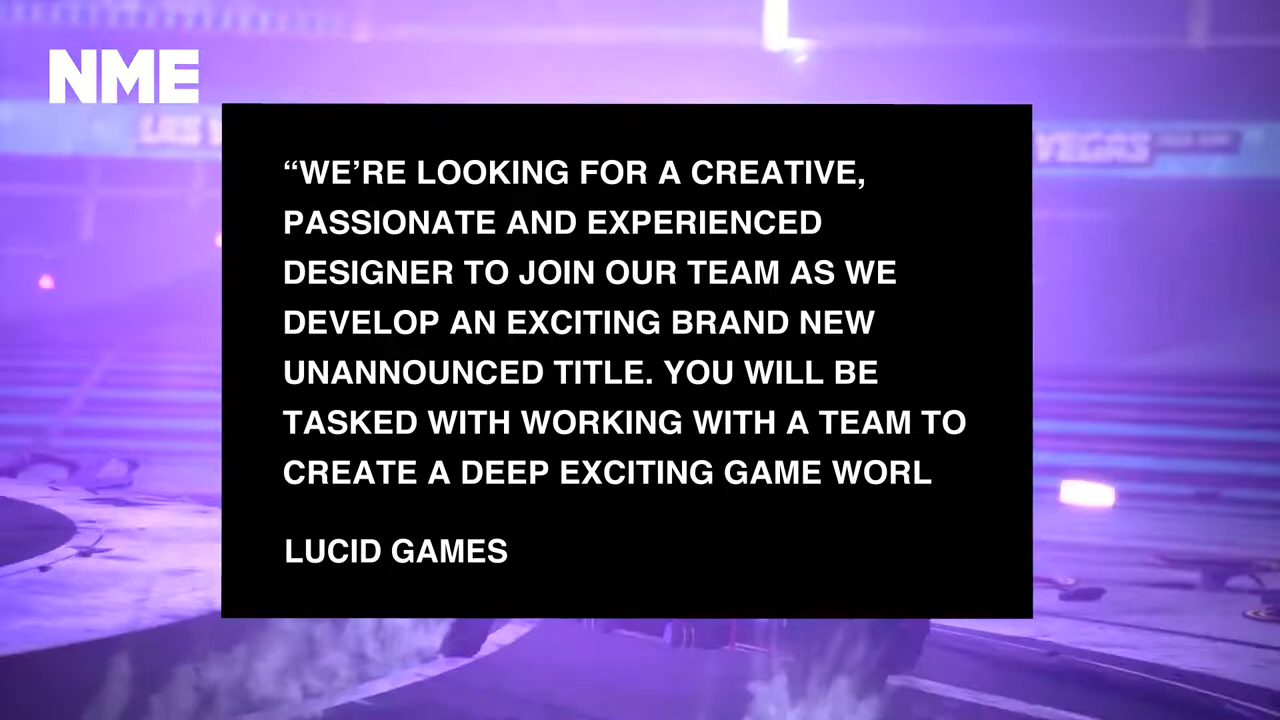 NME
LAS V
VEGAS
“WE’RE LOOKING FOR A CREATIVE,
PASSIONATE AND EXPERIENCED
DESIGNER TO JOIN OUR TEAM AS WE
DEVELOP AN EXCITING BRAND NEW
UNANNOUNCED TITLE. YOU WILL BE
TASKED WITH WORKING WITH A TEAM TO
CREATE A DEEP EXCITING GAME WORL
LUCID GAMES